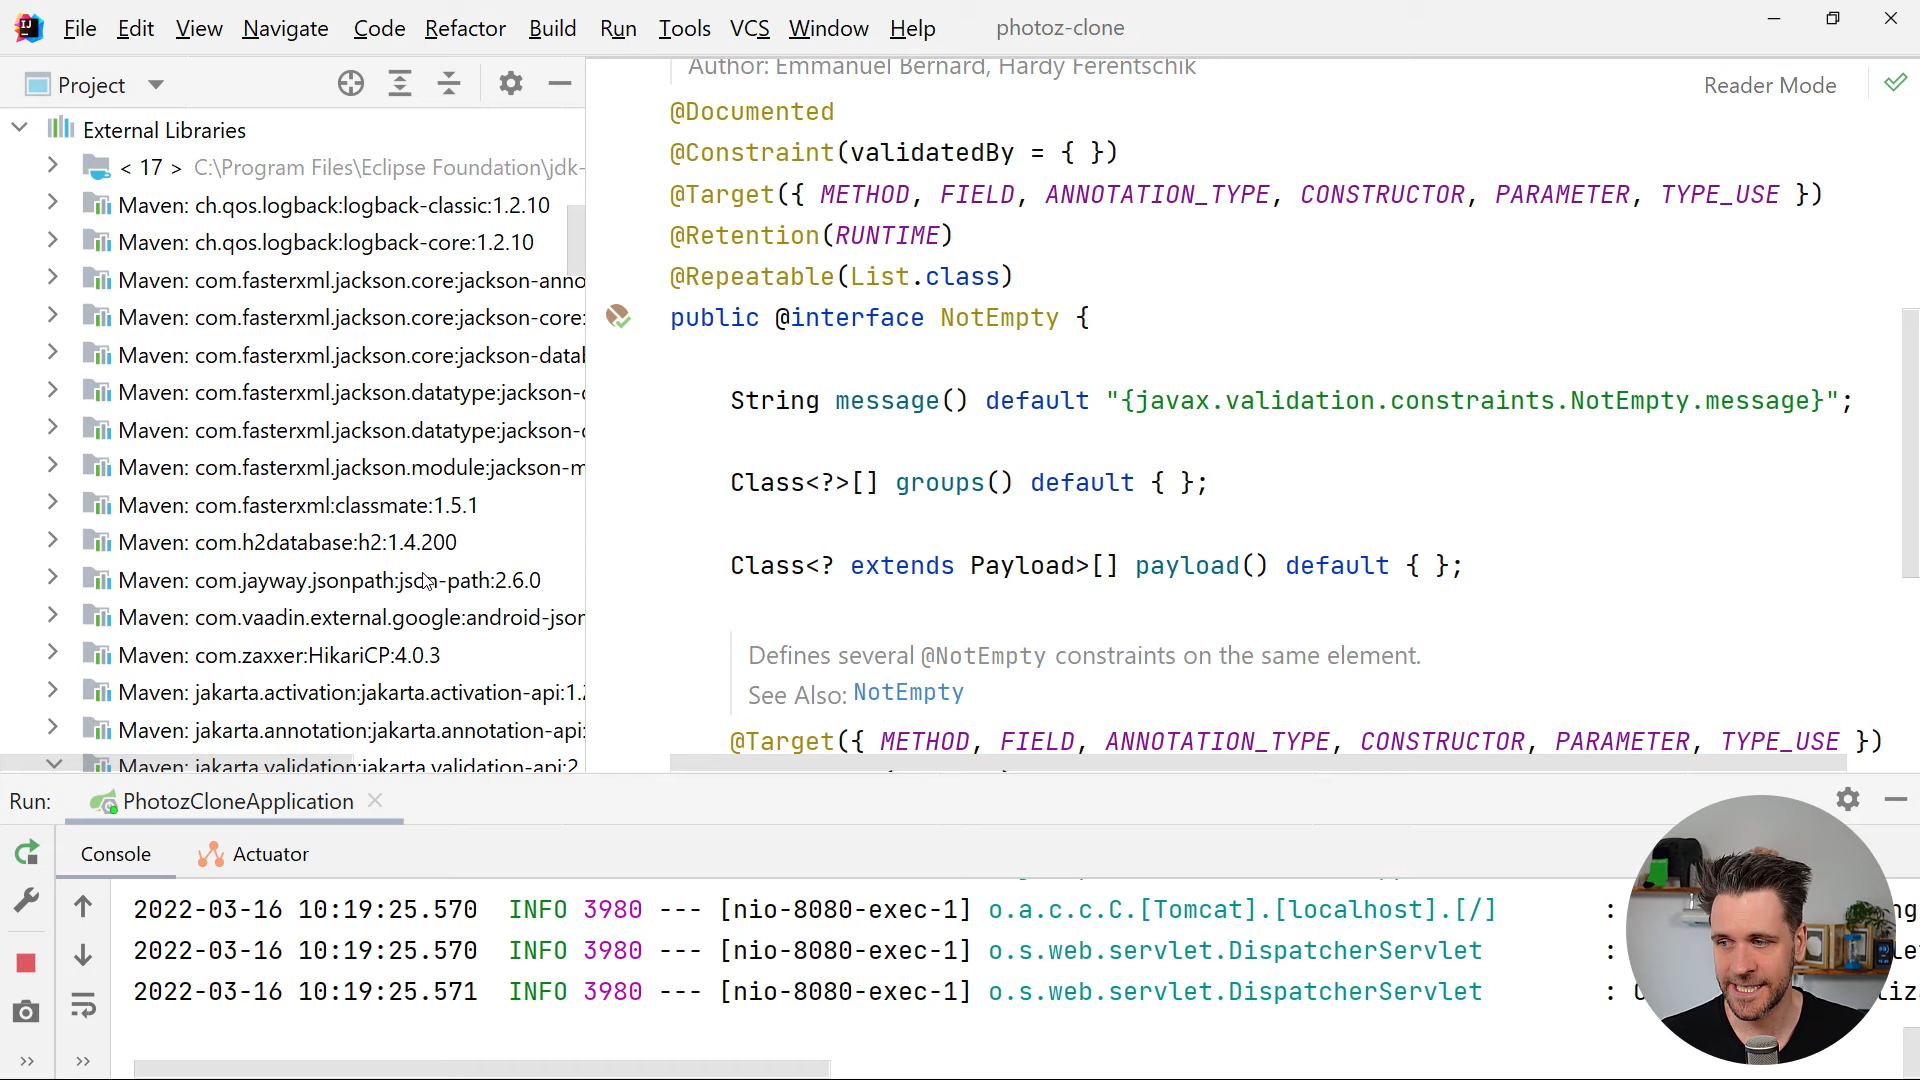 File Edit View Navigate Code Refactor Build Run Tools VCS Window Help photoz-clone
Project
External Libraries
< 17 > C:\Program Files\Eclipse Foundation\jdk-
Maven: ch.qos.logback:logback-classic:1.2.10
Maven: ch.qos.logback:logback-core:1.2.10
Maven: com.fasterxml.jackson.core:jackson-anno
Maven: com.fasterxml.jackson.core:jackson-core:
Maven: com.fasterxml.jackson.core:jackson-datal
Maven: com.fasterxml.jackson.datatype:jackson-c
Maven: com.fasterxml.jackson.datatype:jackson-c
Maven: com.fasterxml.jackson.module:jackson-m
Maven: com.fasterxml:classmate:1.5.1
Maven: com.h2database:h2:1.4.200
Maven: com.jayway.jsonpath:json-path:2.6.0
Maven: com.vaadin.external.google:android-jsor
Maven: com.zaxxer:HikariCP:4.0.3
Maven: jakarta.activation:jakarta.activation-api:1.2
Maven: jakarta.annotation:jakarta.annotation-api:
Maven: jakarta.validation:jakarta.validation-api:2
Author: Emmanuel Bernard, Hardy Ferentschik
Reader Mode
@Documented
@Constraint(validatedBy = { })
@Target({ METHOD, FIELD, ANNOTATION_TYPE, CONSTRUCTOR, PARAMETER, TYPE_USE })
@Retention(RUNTIME)
@Repeatable(List.class)
public @interface NotEmpty {
String message() default "{javax.validation.constraints.NotEmpty.message}";
Class<?>[] groups() default { };
Class<? extends Payload>[] payload() default { };
Defines several @NotEmpty constraints on the same element.
See Also: NotEmpty
@Target({ METHOD, FIELD, ANNOTATION_TYPE, CONSTRUCTOR, PARAMETER, TYPE_USE })
Run: PhotozCloneApplication
Console Actuator
2022-03-16 10:19:25.570 INFO 3980 --- [nio-8080-exec-1] o.a.c.c.C.[Tomcat].[localhost].[/] : ng
2022-03-16 10:19:25.570 INFO 3980 --- [nio-8080-exec-1] o.s.web.servlet.DispatcherServlet :
2022-03-16 10:19:25.571 INFO 3980 --- [nio-8080-exec-1] o.s.web.servlet.DispatcherServlet :